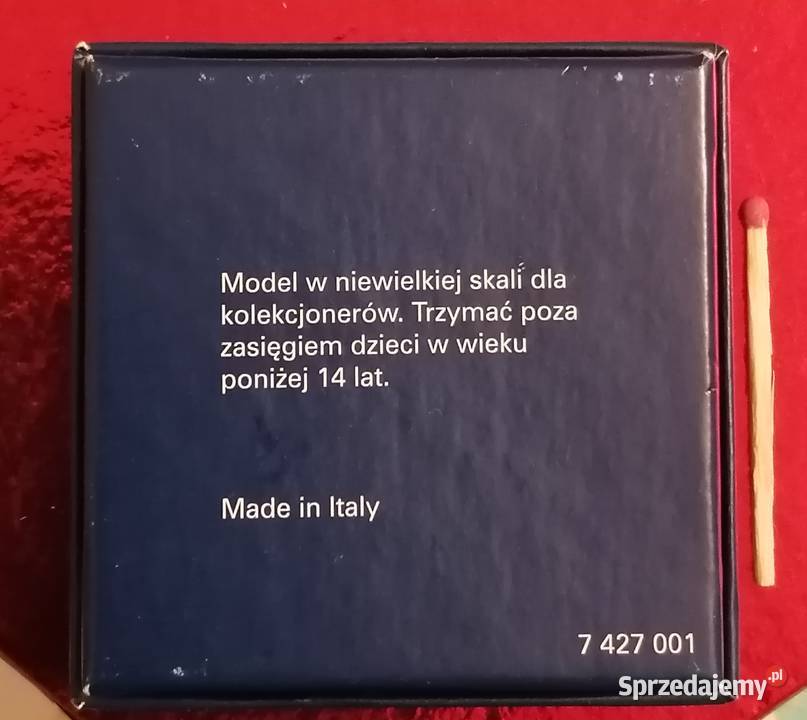 Model w niewielkiej skali dla
kolekcjonerów. Trzymać poza
zasięgiem dzieci w wieku
poniżej 14 lat.
Made in Italy
7 427 001
Sprzedajemy.pl